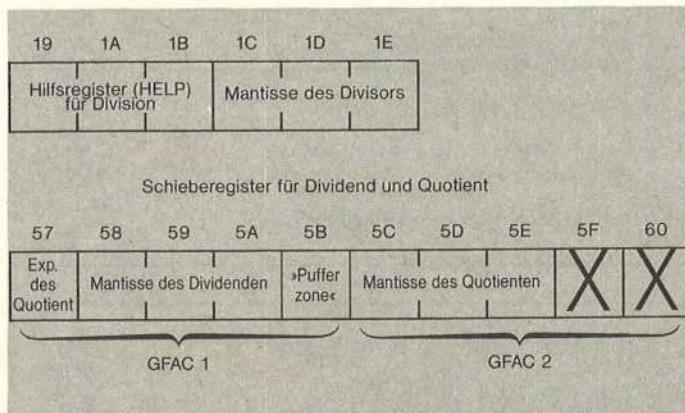 19 1A 1B 1C 1D 1E
Hilfsregister (HELP)
für Division
Mantisse des Divisors
Schieberegister für Dividend und Quotient
57 58 59 5A 5B 5C 5D 5E 5F 60
Exp.
des
Quotient
Mantisse des Dividenden
»Puffer
zone«
Mantisse des Quotienten
X X
GFAC 1 GFAC 2